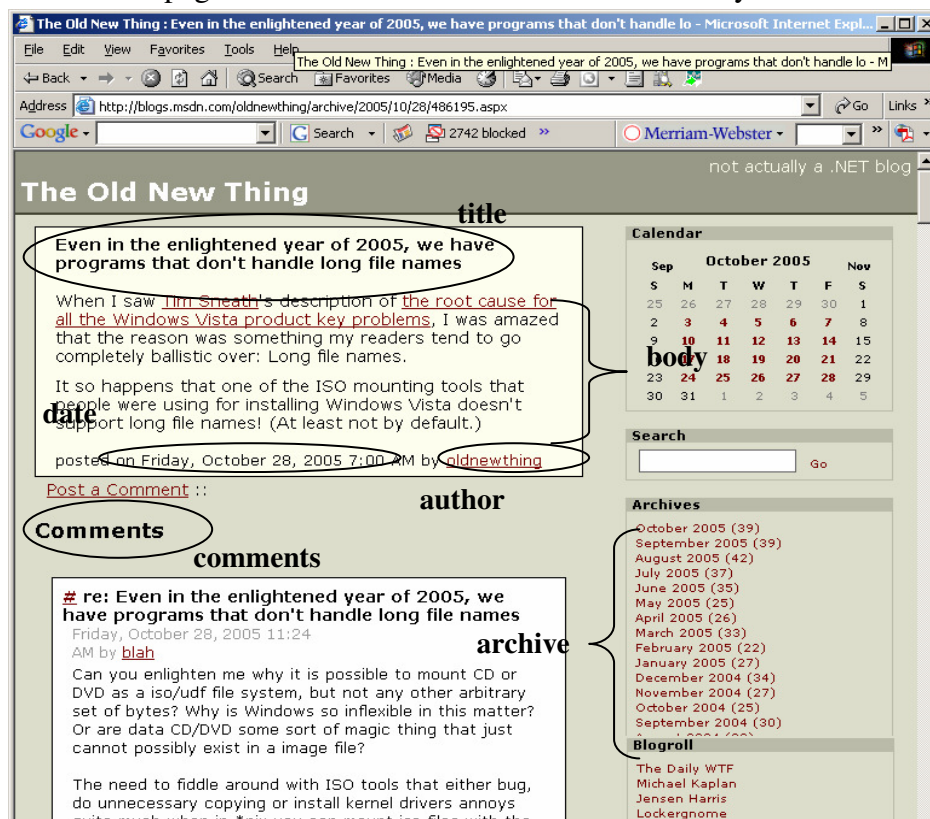 The Old New Thing : Even in the enlightened year of 2005, we have programs that don't handle lo - Microsoft Internet Expl...
File Edit View Favorites Tools Help
The Old New Thing : Even in the enlightened year of 2005, we have programs that don't handle lo - M
Back Search Favorites Media
Address http://blogs.msdn.com/oldnewthing/archive/2005/10/28/486195.aspx Go Links »
Google Search 2742 blocked » Merriam-Webster »
not actually a .NET blog
The Old New Thing
title
Even in the enlightened year of 2005, we have
programs that don't handle long file names
When I saw Tim Sneath's description of the root cause for
all the Windows Vista product key problems, I was amazed
that the reason was something my readers tend to go
completely ballistic over: Long file names.
It so happens that one of the ISO mounting tools that
people were using for installing Windows Vista doesn't
support long file names! (At least not by default.)
body
date
posted on Friday, October 28, 2005 7:00 AM by oldnewthing
author
Post a Comment ::
Comments
comments
# re: Even in the enlightened year of 2005, we
have programs that don't handle long file names
Friday, October 28, 2005 11:24
AM by blah
Can you enlighten me why it is possible to mount CD or
DVD as a iso/udf file system, but not any other arbitrary
set of bytes? Why is Windows so inflexible in this matter?
Or are data CD/DVD some sort of magic thing that just
cannot possibly exist in a image file?
The need to fiddle around with ISO tools that either bug,
do unnecessary copying or install kernel drivers annoys
Calendar
Sep October 2005 Nov
S M T W T F S
25 26 27 28 29 30 1
2 3 4 5 6 7 8
9 10 11 12 13 14 15
18 19 20 21 22
23 24 25 26 27 28 29
30 31 1 2 3 4 5
Search
Go
Archives
October 2005 (39)
September 2005 (39)
August 2005 (42)
July 2005 (37)
June 2005 (35)
May 2005 (25)
April 2005 (26)
March 2005 (33)
February 2005 (22)
January 2005 (27)
December 2004 (34)
November 2004 (27)
October 2004 (25)
September 2004 (30)
archive
Blogroll
The Daily WTF
Michael Kaplan
Jensen Harris
Lockergnome